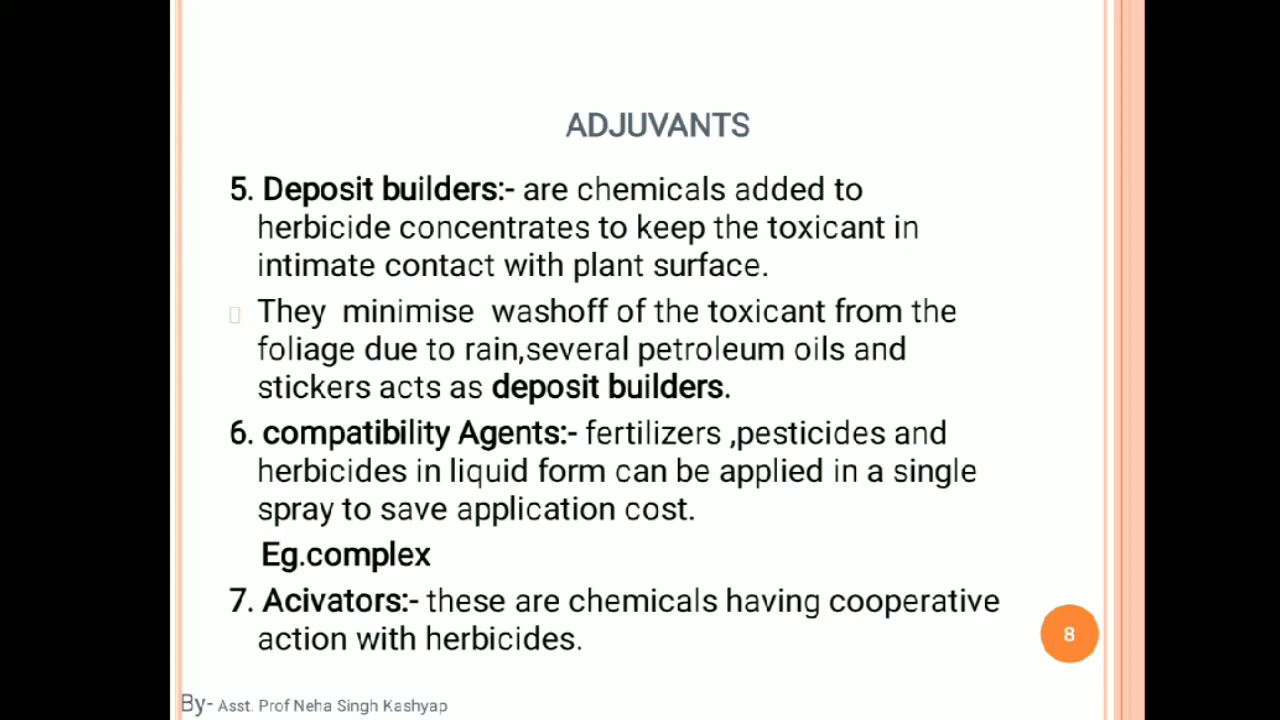 ADJUVANTS
5. Deposit builders:- are chemicals added to
herbicide concentrates to keep the toxicant in
intimate contact with plant surface.
They minimise washoff of the toxicant from the
foliage due to rain,several petroleum oils and
stickers acts as deposit builders.
6. compatibility Agents:- fertilizers ,pesticides and
herbicides in liquid form can be applied in a single
spray to save application cost.
Eg.complex
7. Acivators:- these are chemicals having cooperative
action with herbicides.
8
By- Asst. Prof Neha Singh Kashyap